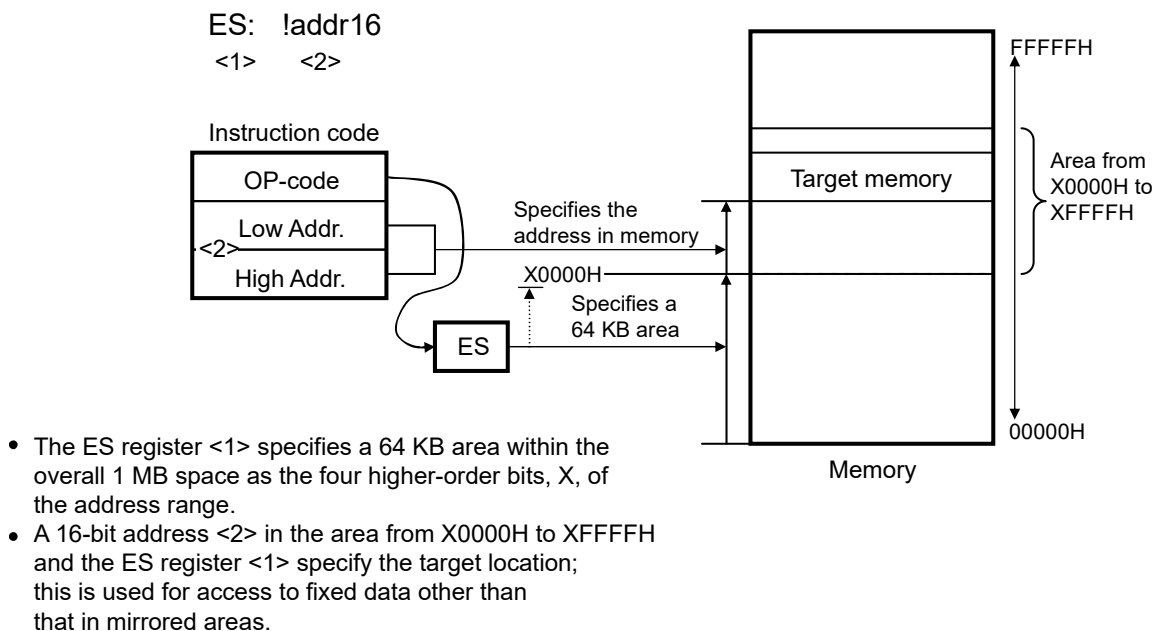 ES: !addr16
<1> <2>
Instruction code
OP-code
Low Addr.
<2>
High Addr.
Specifies the
address in memory
X0000H
Specifies a
64 KB area
ES
FFFFFH
Target memory
Area from
X0000H to
XFFFFH
00000H
Memory
• The ES register <1> specifies a 64 KB area within the
overall 1 MB space as the four higher-order bits, X, of
the address range.
• A 16-bit address <2> in the area from X0000H to XFFFFH
and the ES register <1> specify the target location;
this is used for access to fixed data other than
that in mirrored areas.